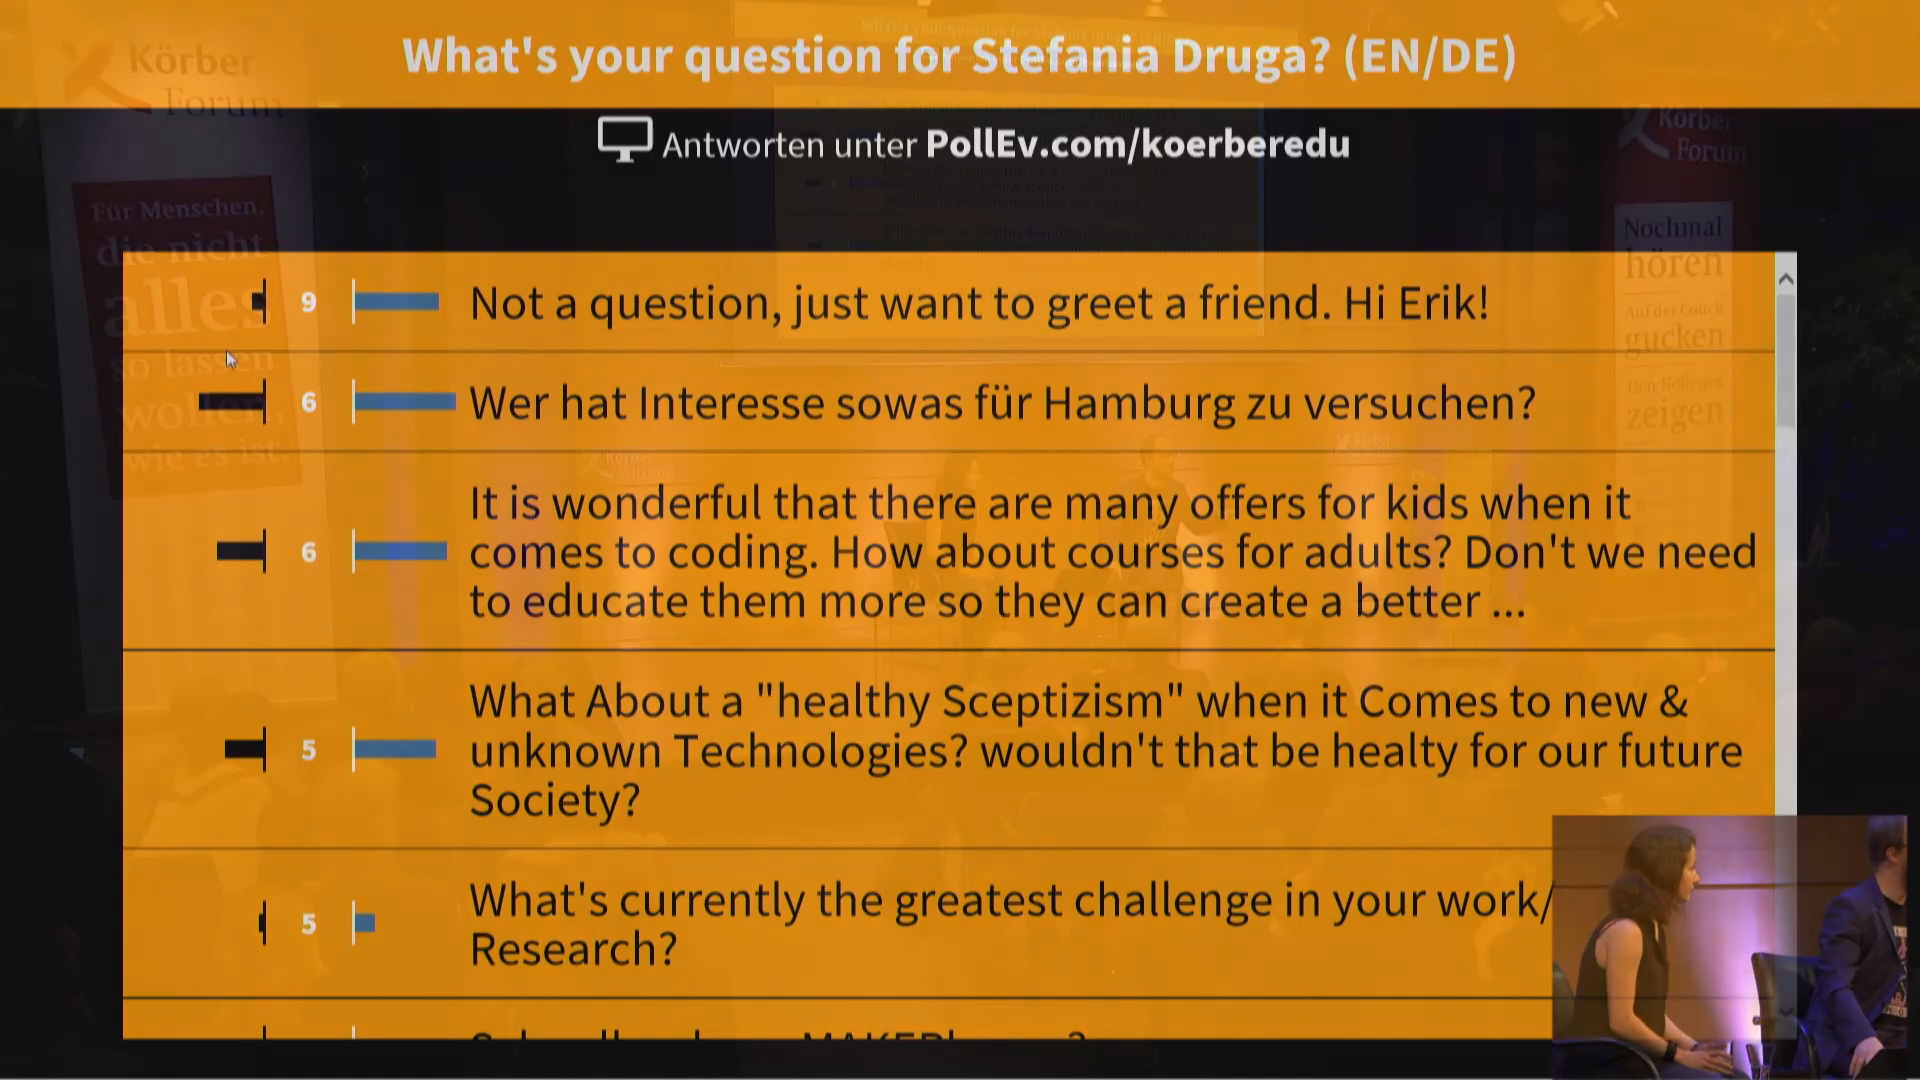 What's your question for Stefania Druga? (EN/DE)
Körber
Forum
Antworten unter PollEv.com/koerberedu
Körber
Forum
Für Menschen,
die nicht
alles
so lassen
wollen,
wie es ist.
Nochmal
hören
Auf der Couch
gucken
Den Kollegen
zeigen
9 Not a question, just want to greet a friend. Hi Erik!
6 Wer hat Interesse sowas für Hamburg zu versuchen?
6 It is wonderful that there are many offers for kids when it
comes to coding. How about courses for adults? Don't we need
to educate them more so they can create a better ...
5 What About a "healthy Sceptizism" when it Comes to new &
unknown Technologies? wouldn't that be healty for our future
Society?
5 What's currently the greatest challenge in your work/
Research?